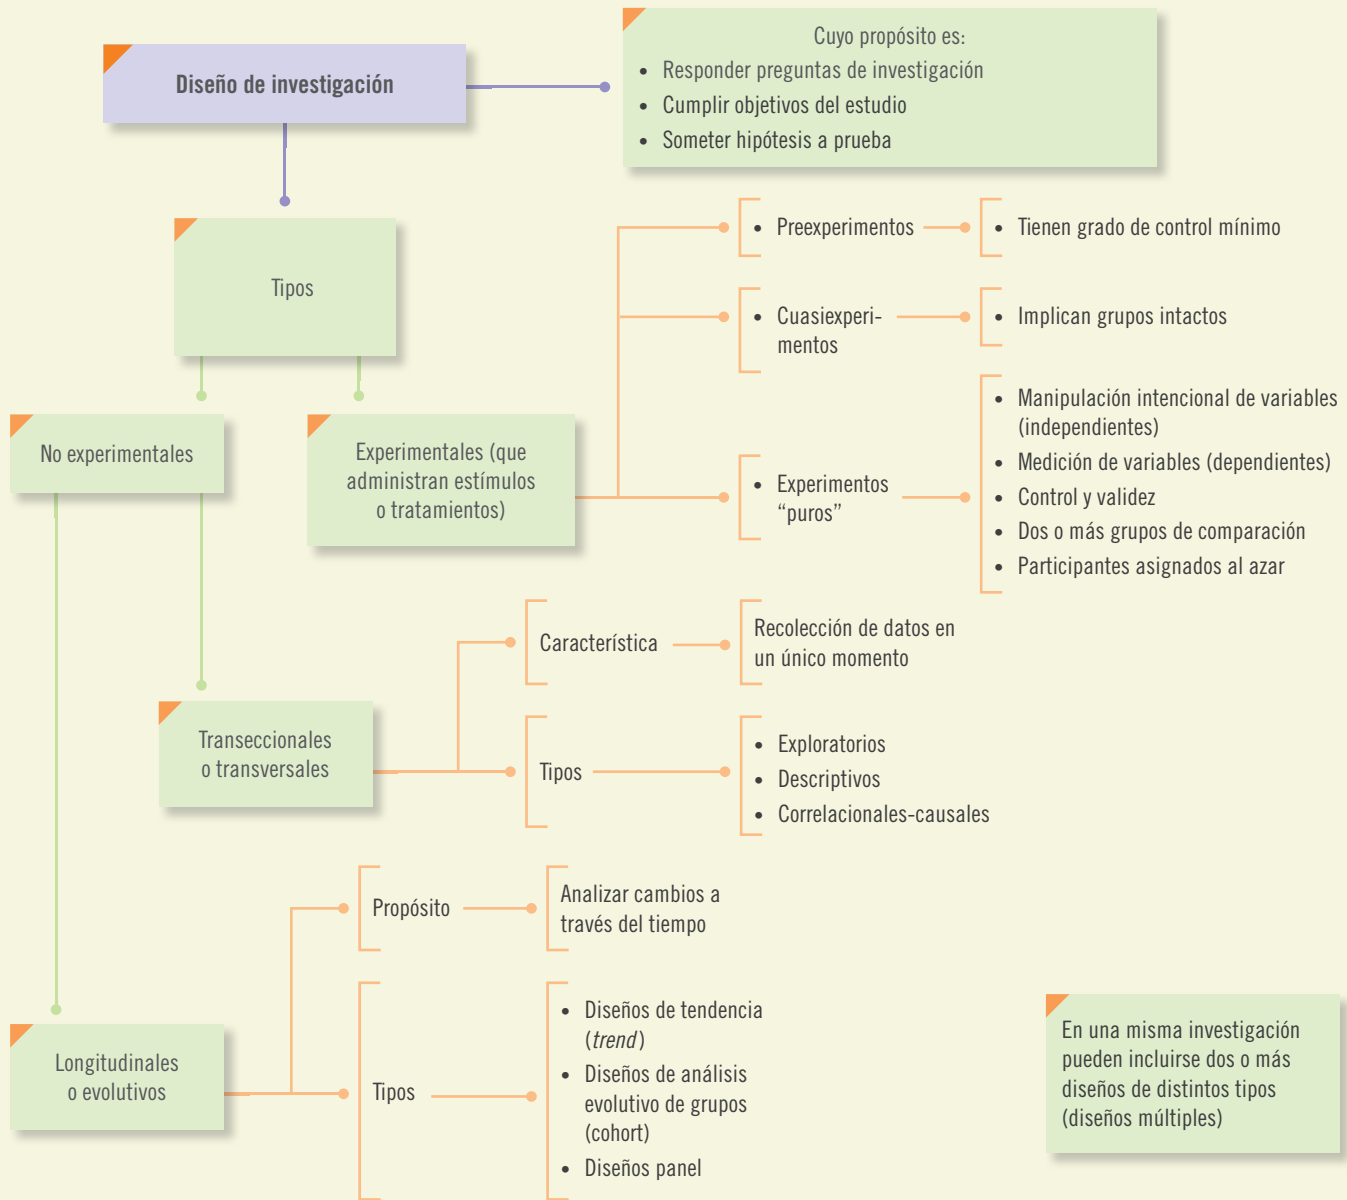 Diseño de investigación
Cuyo propósito es:
• Responder preguntas de investigación
• Cumplir objetivos del estudio
• Someter hipótesis a prueba
Tipos
No experimentales
Experimentales (que
administran estímulos
o tratamientos)
• Preexperimentos
• Tienen grado de control mínimo
• Cuasiexperi-
mentos
• Implican grupos intactos
• Experimentos
“puros”
• Manipulación intencional de variables
(independientes)
• Medición de variables (dependientes)
• Control y validez
• Dos o más grupos de comparación
• Participantes asignados al azar
Transeccionales
o transversales
Característica
Recolección de datos en
un único momento
Tipos
• Exploratorios
• Descriptivos
• Correlacionales-causales
Longitudinales
o evolutivos
Propósito
Analizar cambios a
través del tiempo
Tipos
• Diseños de tendencia
(trend)
• Diseños de análisis
evolutivo de grupos
(cohort)
• Diseños panel
En una misma investigación
pueden incluirse dos o más
diseños de distintos tipos
(diseños múltiples)